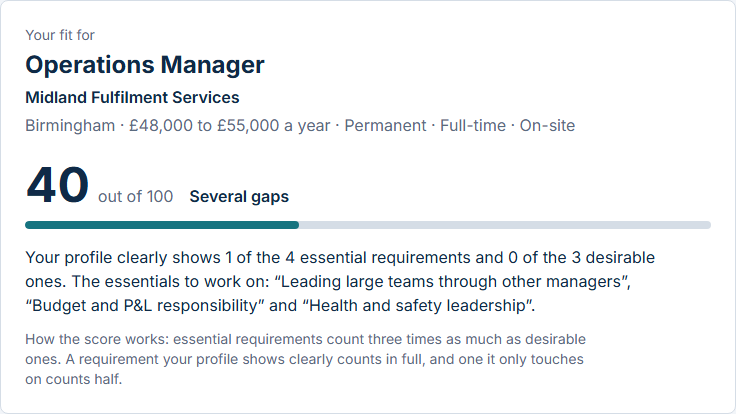 Your fit for
Operations Manager
Midland Fulfilment Services
Birmingham · £48,000 to £55,000 a year · Permanent · Full-time · On-site
40 out of 100 Several gaps
Your profile clearly shows 1 of the 4 essential requirements and 0 of the 3 desirable
ones. The essentials to work on: “Leading large teams through other managers”,
“Budget and P&L responsibility” and “Health and safety leadership”.
How the score works: essential requirements count three times as much as desirable
ones. A requirement your profile shows clearly counts in full, and one it only touches
on counts half.